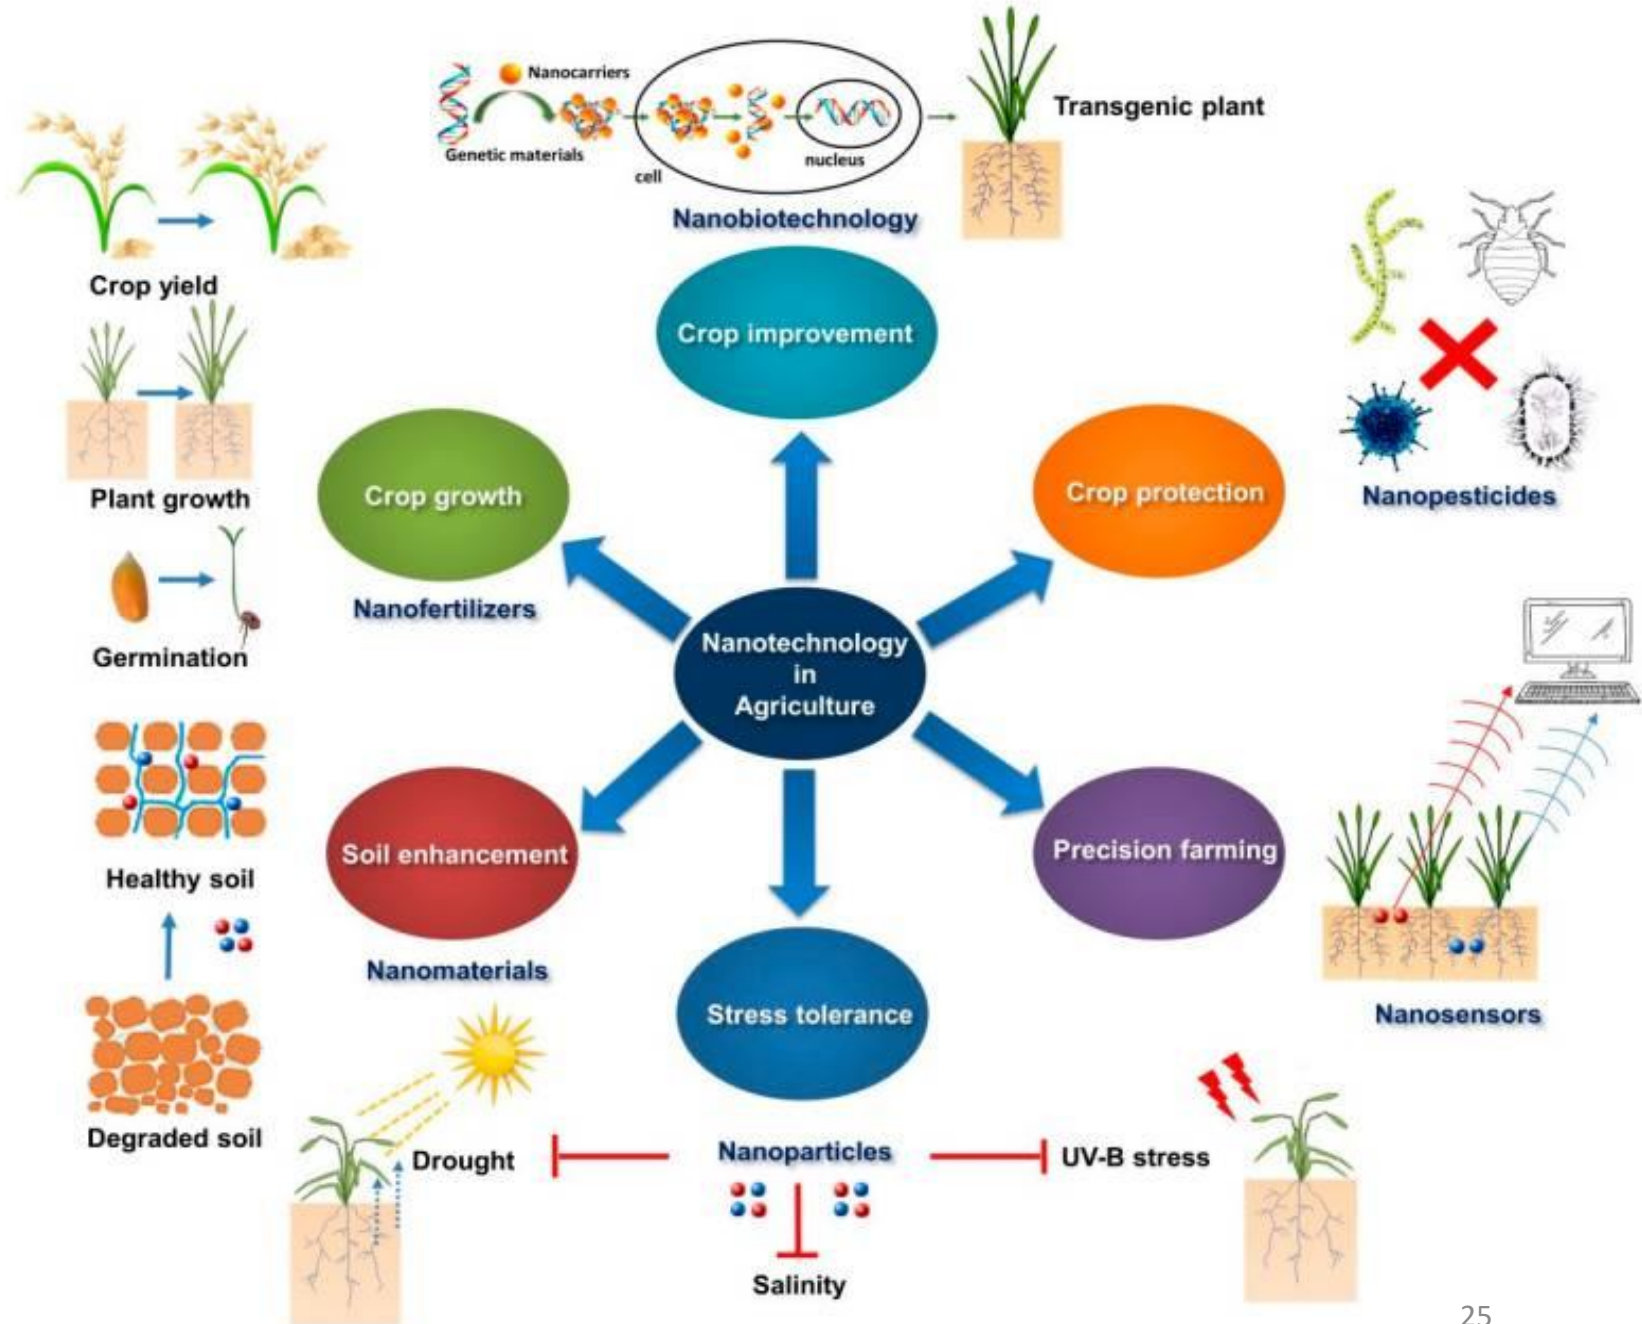 Nanocarriers
Genetic materials
cell
nucleus
Transgenic plant
Nanobiotechnology
Crop yield
Crop improvement
Plant growth
Crop growth
Crop protection
Nanopesticides
Nanofertilizers
Germination
Nanotechnology
in
Agriculture
Healthy soil
Soil enhancement
Precision farming
Nanomaterials
Stress tolerance
Nanosensors
Degraded soil
Drought
Nanoparticles
UV-B stress
Salinity
25